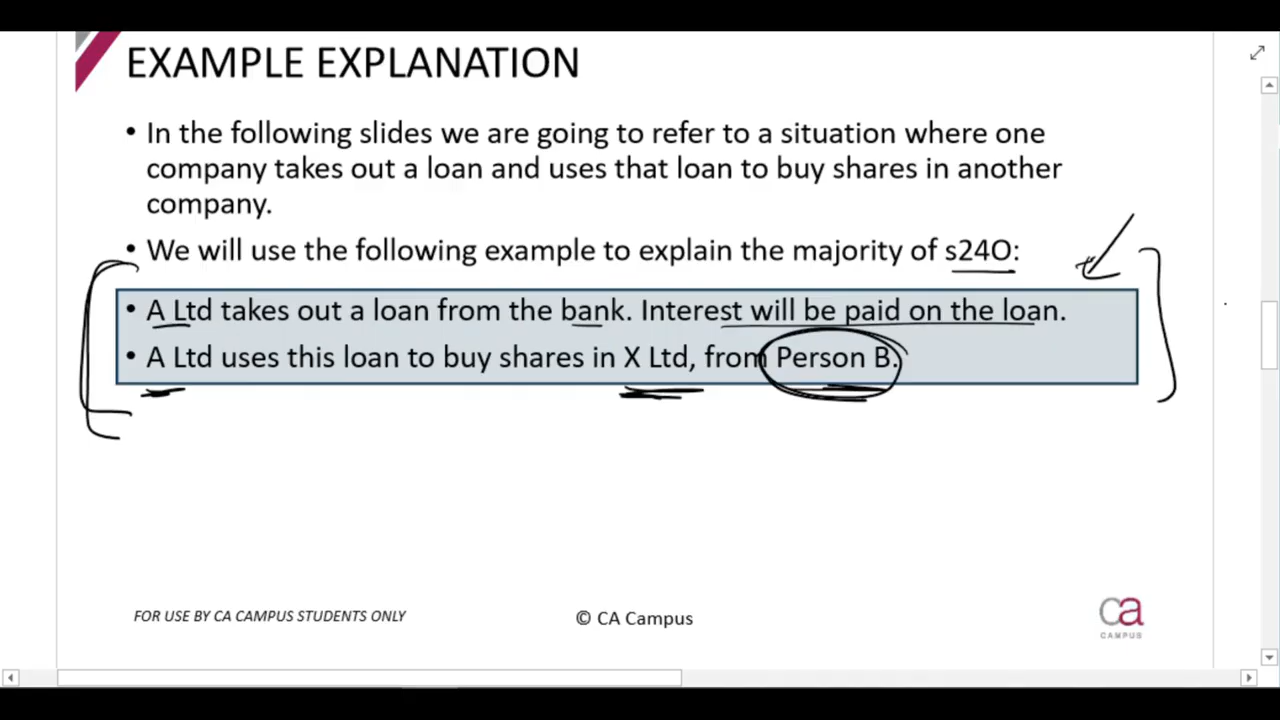 EXAMPLE EXPLANATION
• In the following slides we are going to refer to a situation where one
company takes out a loan and uses that loan to buy shares in another
company.
• We will use the following example to explain the majority of s24O:
• A Ltd takes out a loan from the bank. Interest will be paid on the loan.
• A Ltd uses this loan to buy shares in X Ltd, from Person B.
FOR USE BY CA CAMPUS STUDENTS ONLY
© CA Campus
ca
CAMPUS